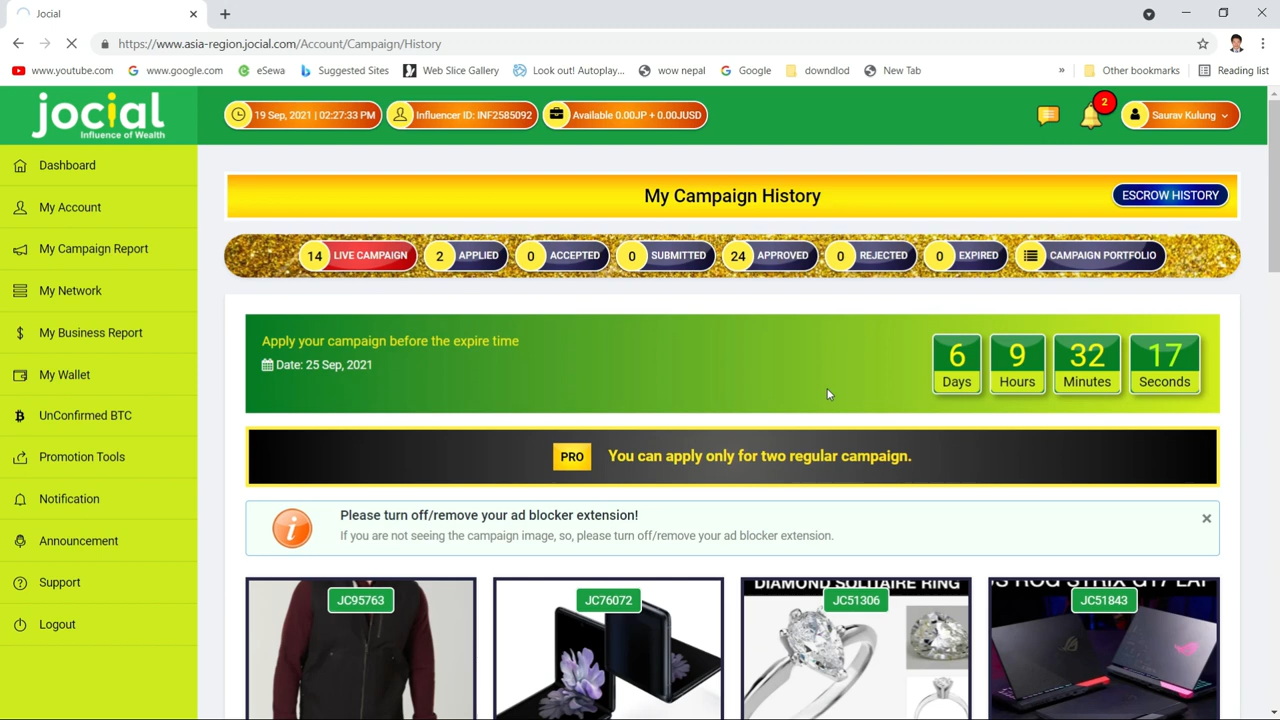 Jocial
https://www.asia-region.jocial.com/Account/Campaign/History
www.youtube.com www.google.com eSewa Suggested Sites Web Slice Gallery Look out! Autoplay... wow nepal Google downdlod New Tab » Other bookmarks Reading list
jocial
Influence of Wealth
19 Sep, 2021 | 02:27:33 PM Influencer ID: INF2585092 Available 0.00JP + 0.00JUSD 2 Saurav Kulung
Dashboard
My Account
My Campaign Report
My Network
My Business Report
My Wallet
UnConfirmed BTC
Promotion Tools
Notification
Announcement
Support
Logout
My Campaign History
ESCROW HISTORY
14 LIVE CAMPAIGN 2 APPLIED 0 ACCEPTED 0 SUBMITTED 24 APPROVED 0 REJECTED 0 EXPIRED CAMPAIGN PORTFOLIO
Apply your campaign before the expire time
Date: 25 Sep, 2021
6 9 32 17
Days Hours Minutes Seconds
PRO You can apply only for two regular campaign.
Please turn off/remove your ad blocker extension!
If you are not seeing the campaign image, so, please turn off/remove your ad blocker extension.
DIAMOND SOLITAIRE RING
JC95763 JC76072 JC51306 JC51843